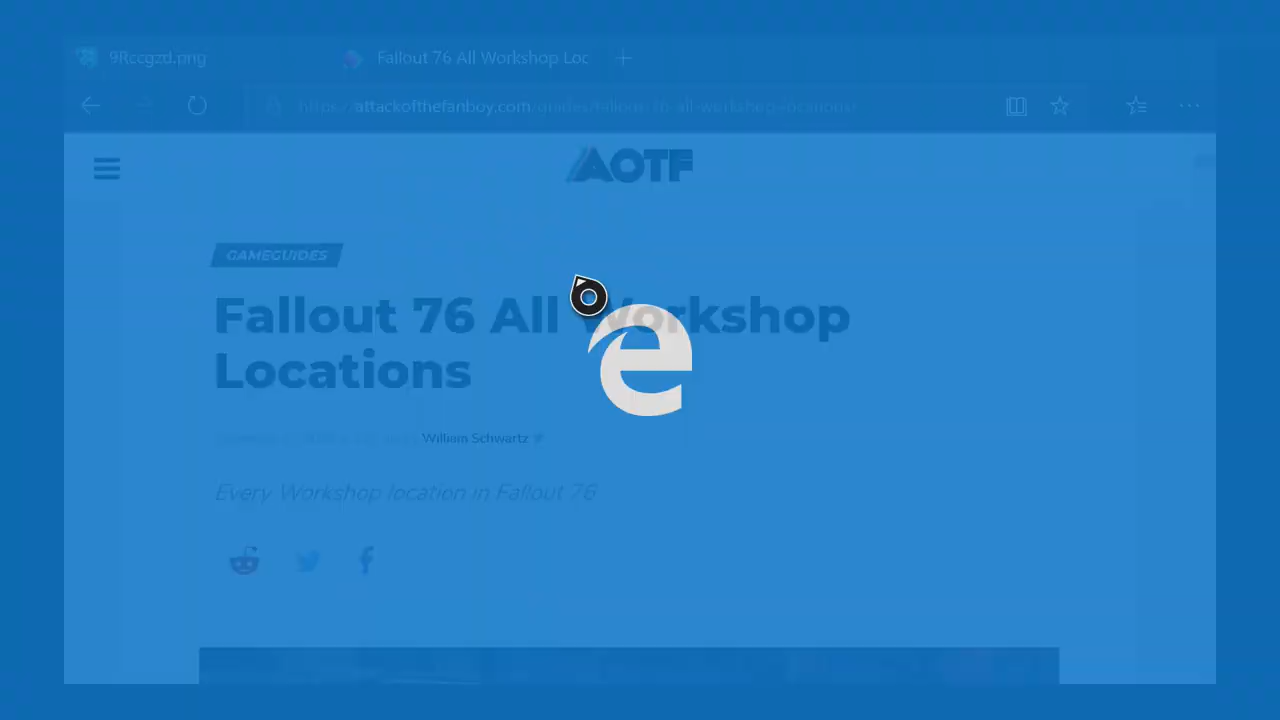 9Rccgzd.png
Fallout 76 All Workshop Loc
https://attackofthefanboy.com/guides/fallout-76-all-workshop-locations/
AOTF
GAMEGUIDES
Fallout 76 All Workshop
Locations
William Schwartz
Every Workshop location in Fallout 76